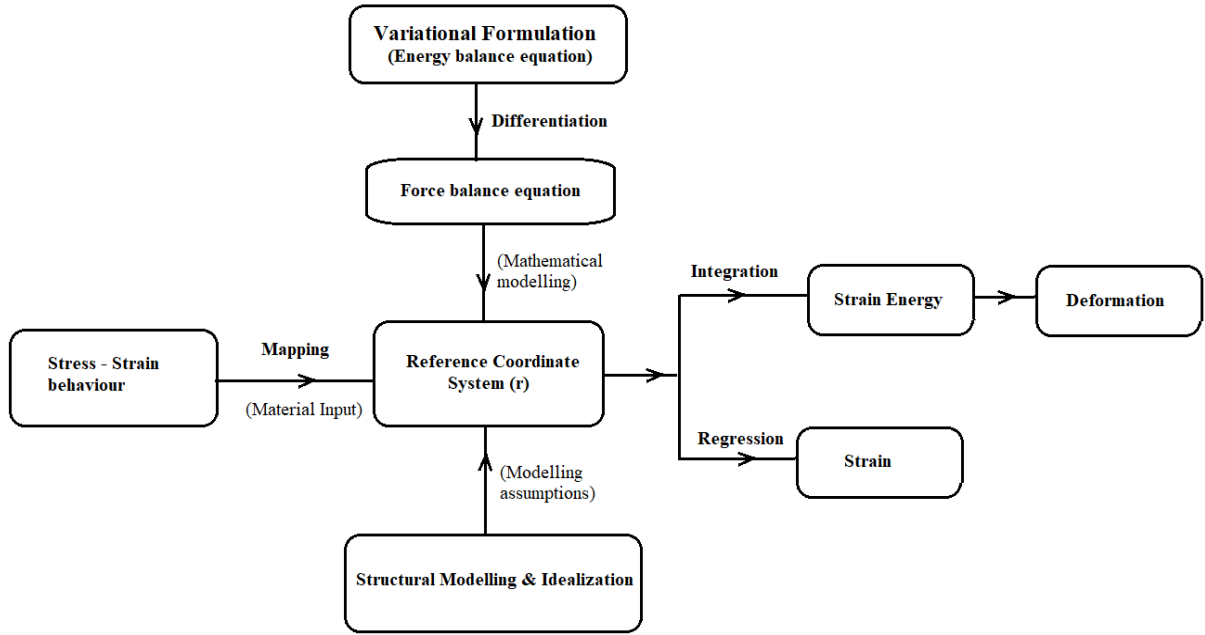 Variational Formulation
(Energy balance equation)
Differentiation
Force balance equation
(Mathematical
modelling)
Integration
Strain Energy
Deformation
Stress - Strain
behaviour
Mapping
(Material Input)
Reference Coordinate
System (r)
Regression
Strain
(Modelling
assumptions)
Structural Modelling & Idealization